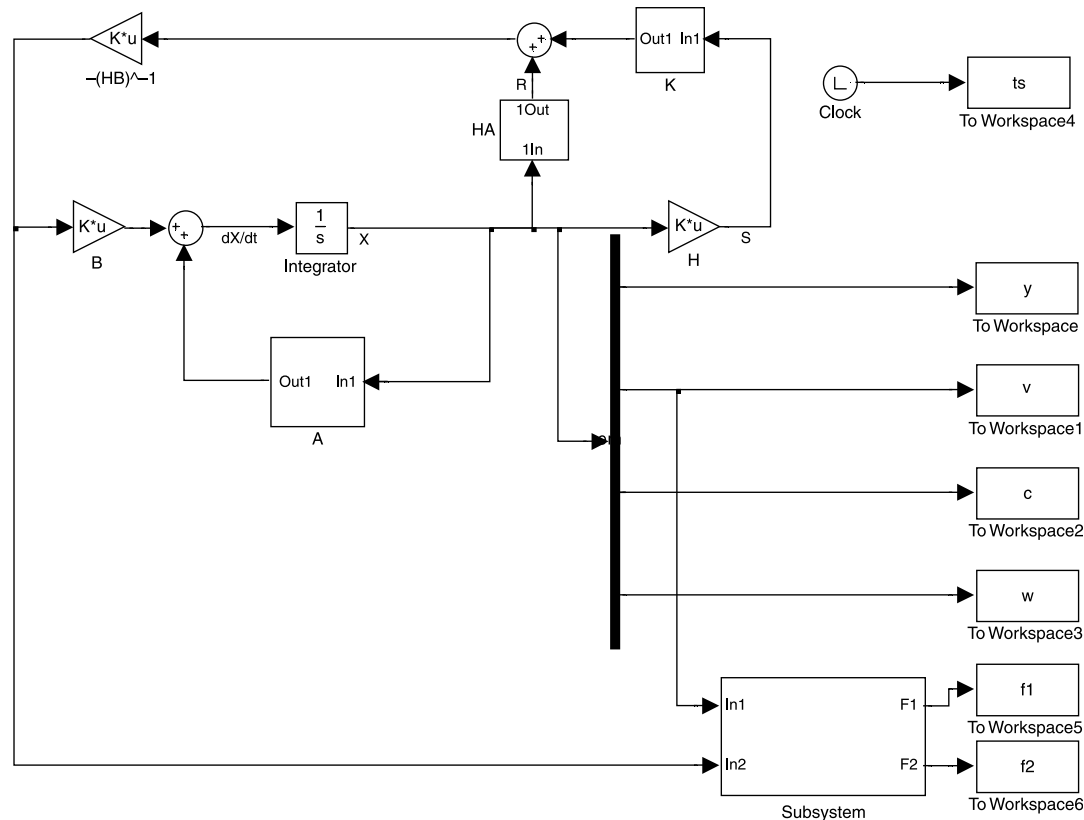 K*u
–(HB)^–1
+
+
Out1 In1
K
R
1Out
1In
HA
Clock
ts
To Workspace4
K*u
B
+
+
dX/dt
1
s
Integrator
X
K*u
H
S
Out1 In1
A
y
To Workspace
v
To Workspace1
c
To Workspace2
w
To Workspace3
In1
In2
F1
F2
Subsystem
f1
To Workspace5
f2
To Workspace6